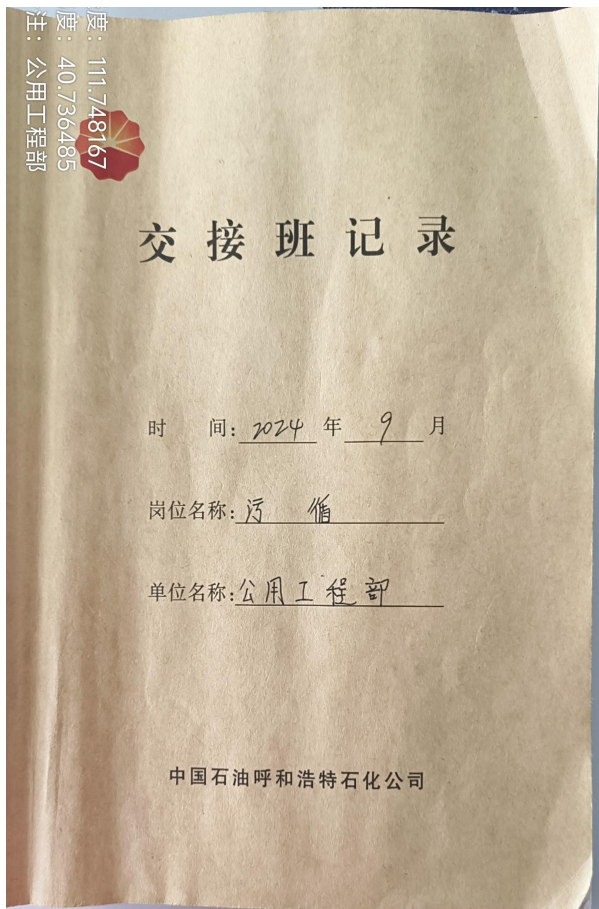 度：111.748167
度：40.736485
注：公用工程部
交接班记录
时 间：2024 年 9 月
岗位名称：污 循
单位名称：公用工程部
中国石油呼和浩特石化公司